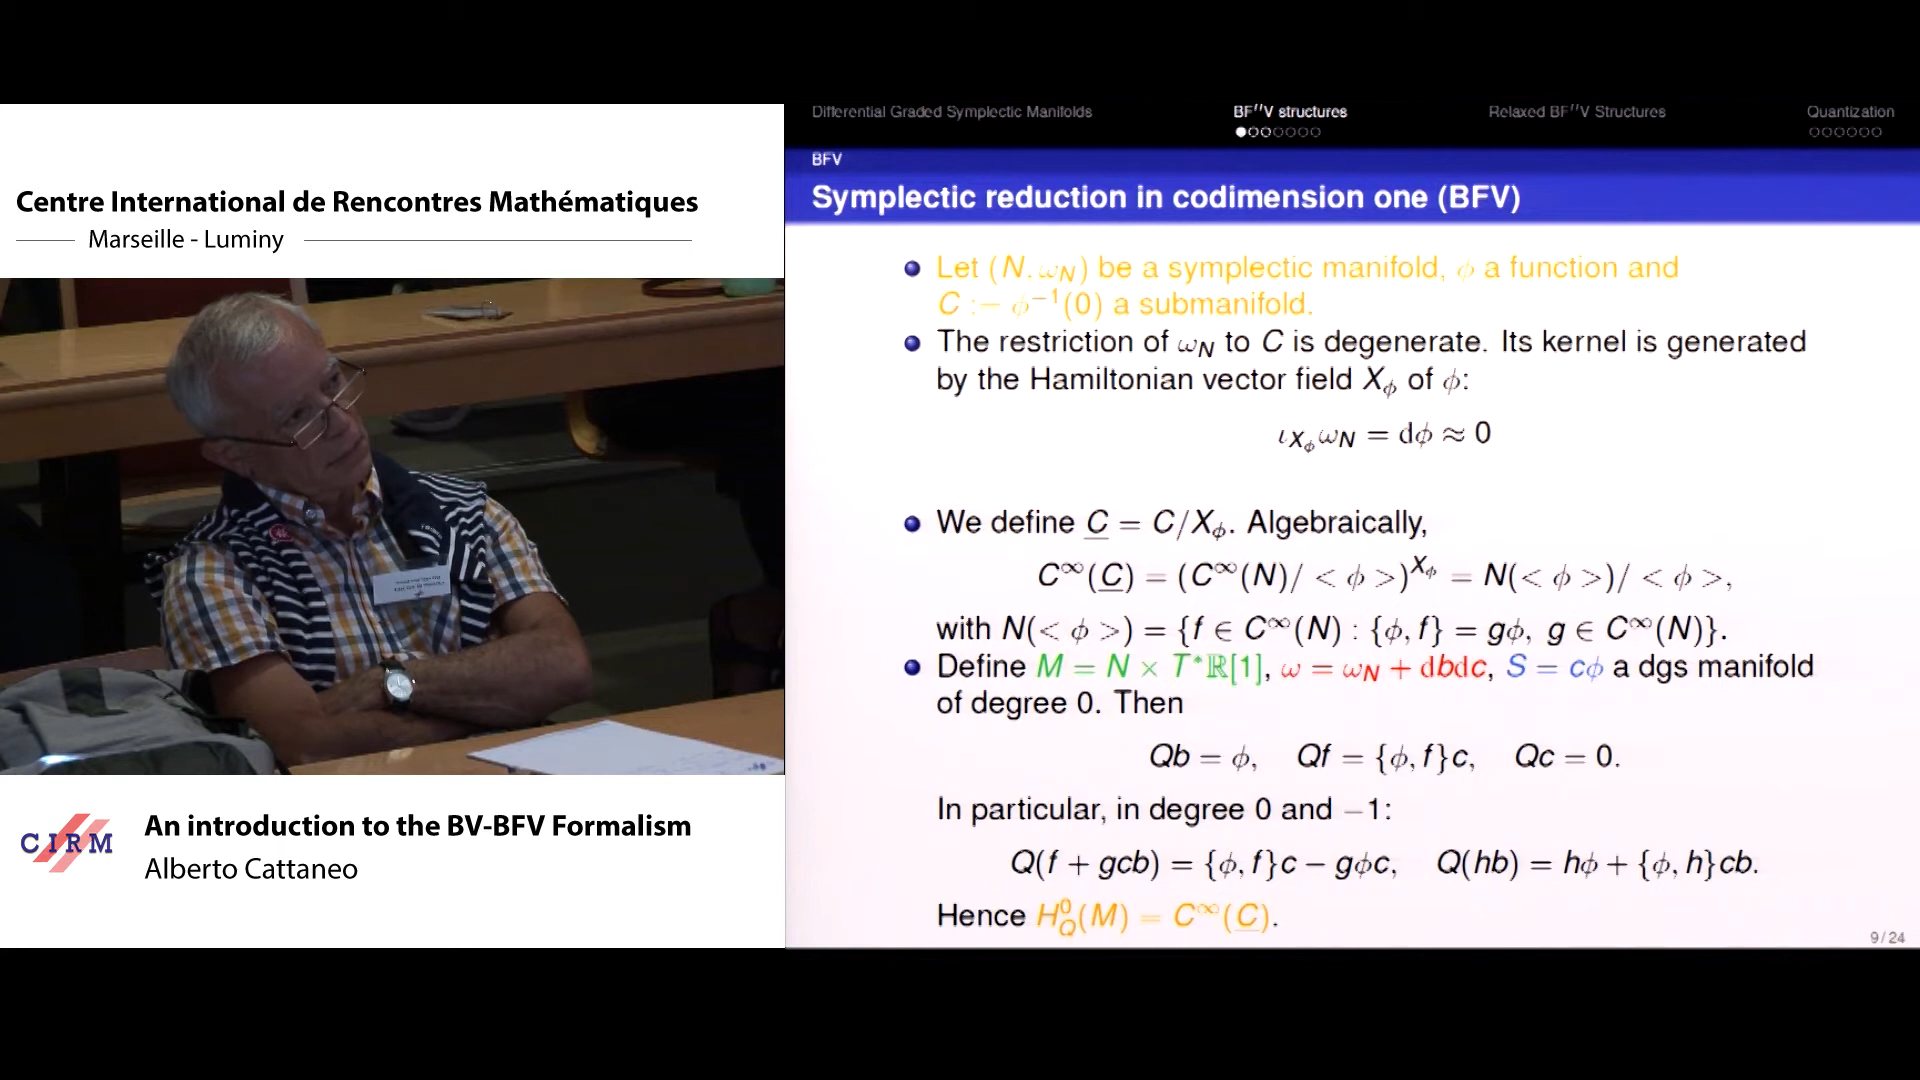 Centre International de Rencontres Mathématiques
Marseille - Luminy
CIRM
An introduction to the BV-BFV Formalism
Alberto Cattaneo
Differential Graded Symplectic Manifolds BF′′V structures Relaxed BF′′V Structures Quantization
BFV
Symplectic reduction in codimension one (BFV)
Let (N, ω_N) be a symplectic manifold, ϕ a function and
C := ϕ⁻¹(0) a submanifold.
The restriction of ω_N to C is degenerate. Its kernel is generated
by the Hamiltonian vector field X_ϕ of ϕ:
ι_{X_ϕ}ω_N = dϕ ≈ 0
We define C̲ = C/X_ϕ. Algebraically,
C^∞(C̲) = (C^∞(N)/ < ϕ >)^{X_ϕ} = N(< ϕ >)/ < ϕ >,
with N(< ϕ >) = {f ∈ C^∞(N) : {ϕ, f} = gϕ, g ∈ C^∞(N)}.
Define M = N × T*ℝ[1], ω = ω_N + dbdc, S = cϕ a dgs manifold
of degree 0. Then
Qb = ϕ, Qf = {ϕ, f}c, Qc = 0.
In particular, in degree 0 and −1:
Q(f + gcb) = {ϕ, f}c − gϕc, Q(hb) = hϕ + {ϕ, h}cb.
Hence H_Q^0(M) = C^∞(C̲).
9/24